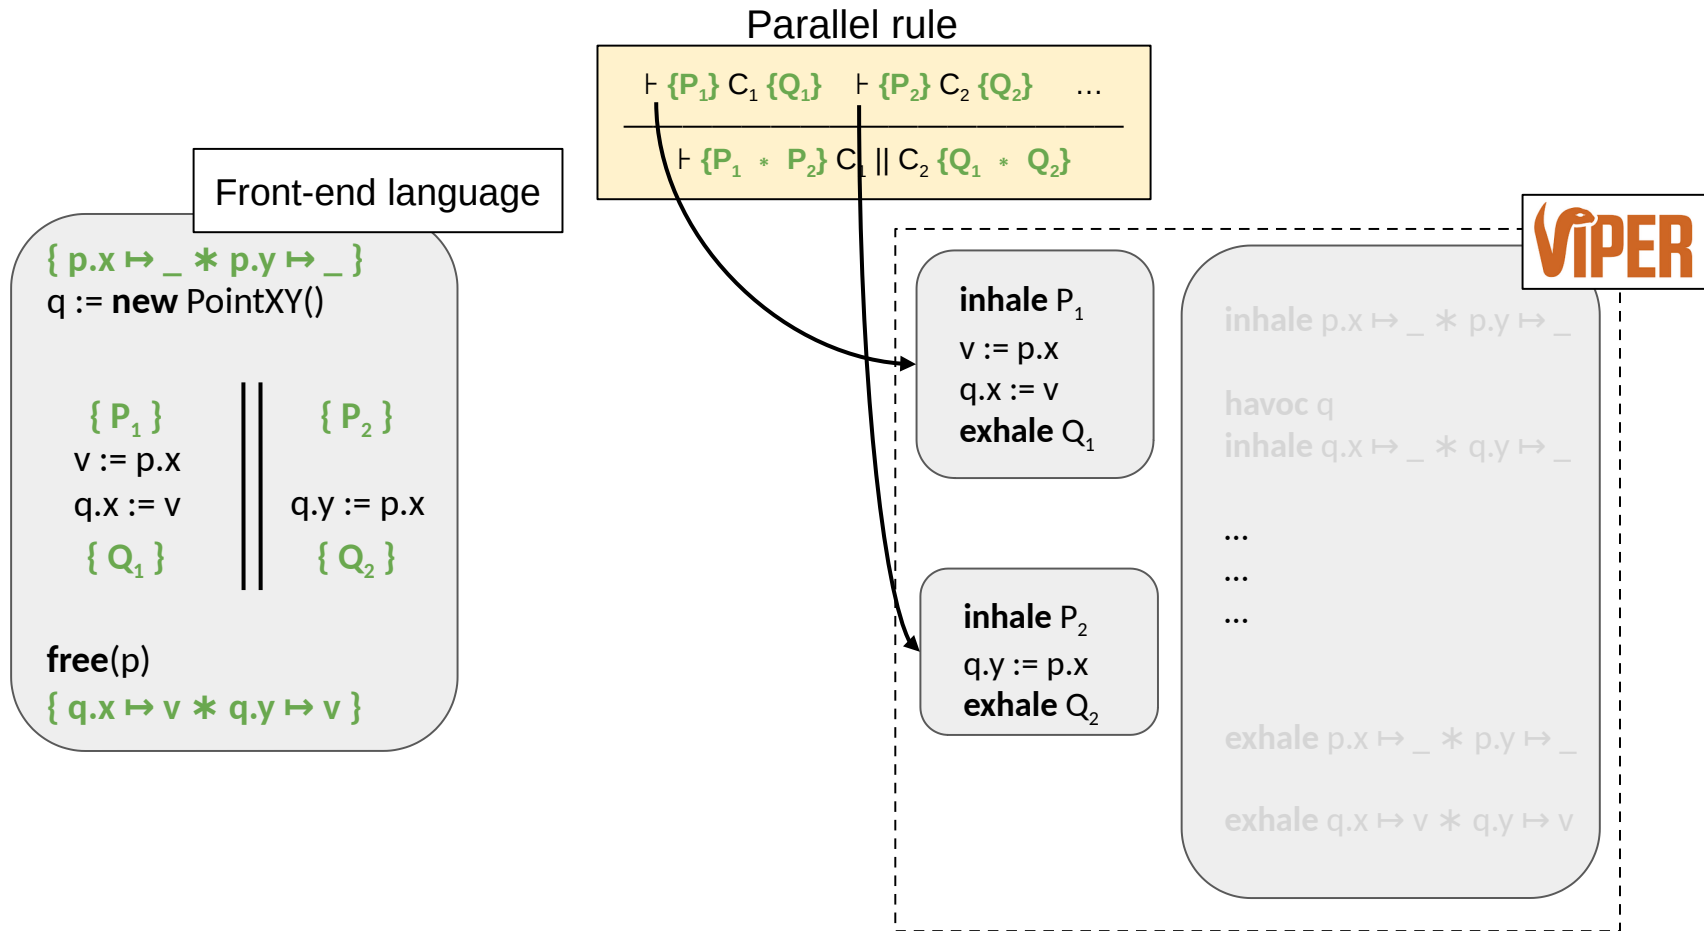 Parallel rule
⊢ {P₁} C₁ {Q₁} ⊢ {P₂} C₂ {Q₂} …
⊢ {P₁ * P₂} C₁ || C₂ {Q₁ * Q₂}
Front-end language
{ p.x ↦ _ ∗ p.y ↦ _ }
q := new PointXY()
{ P₁ }
v := p.x
q.x := v
{ Q₁ }
{ P₂ }
q.y := p.x
{ Q₂ }
free(p)
{ q.x ↦ v ∗ q.y ↦ v }
VIPER
inhale P₁
v := p.x
q.x := v
exhale Q₁
inhale P₂
q.y := p.x
exhale Q₂
inhale p.x ↦ _ ∗ p.y ↦ _
havoc q
inhale q.x ↦ _ ∗ q.y ↦ _
...
...
...
exhale p.x ↦ _ ∗ p.y ↦ _
exhale q.x ↦ v ∗ q.y ↦ v